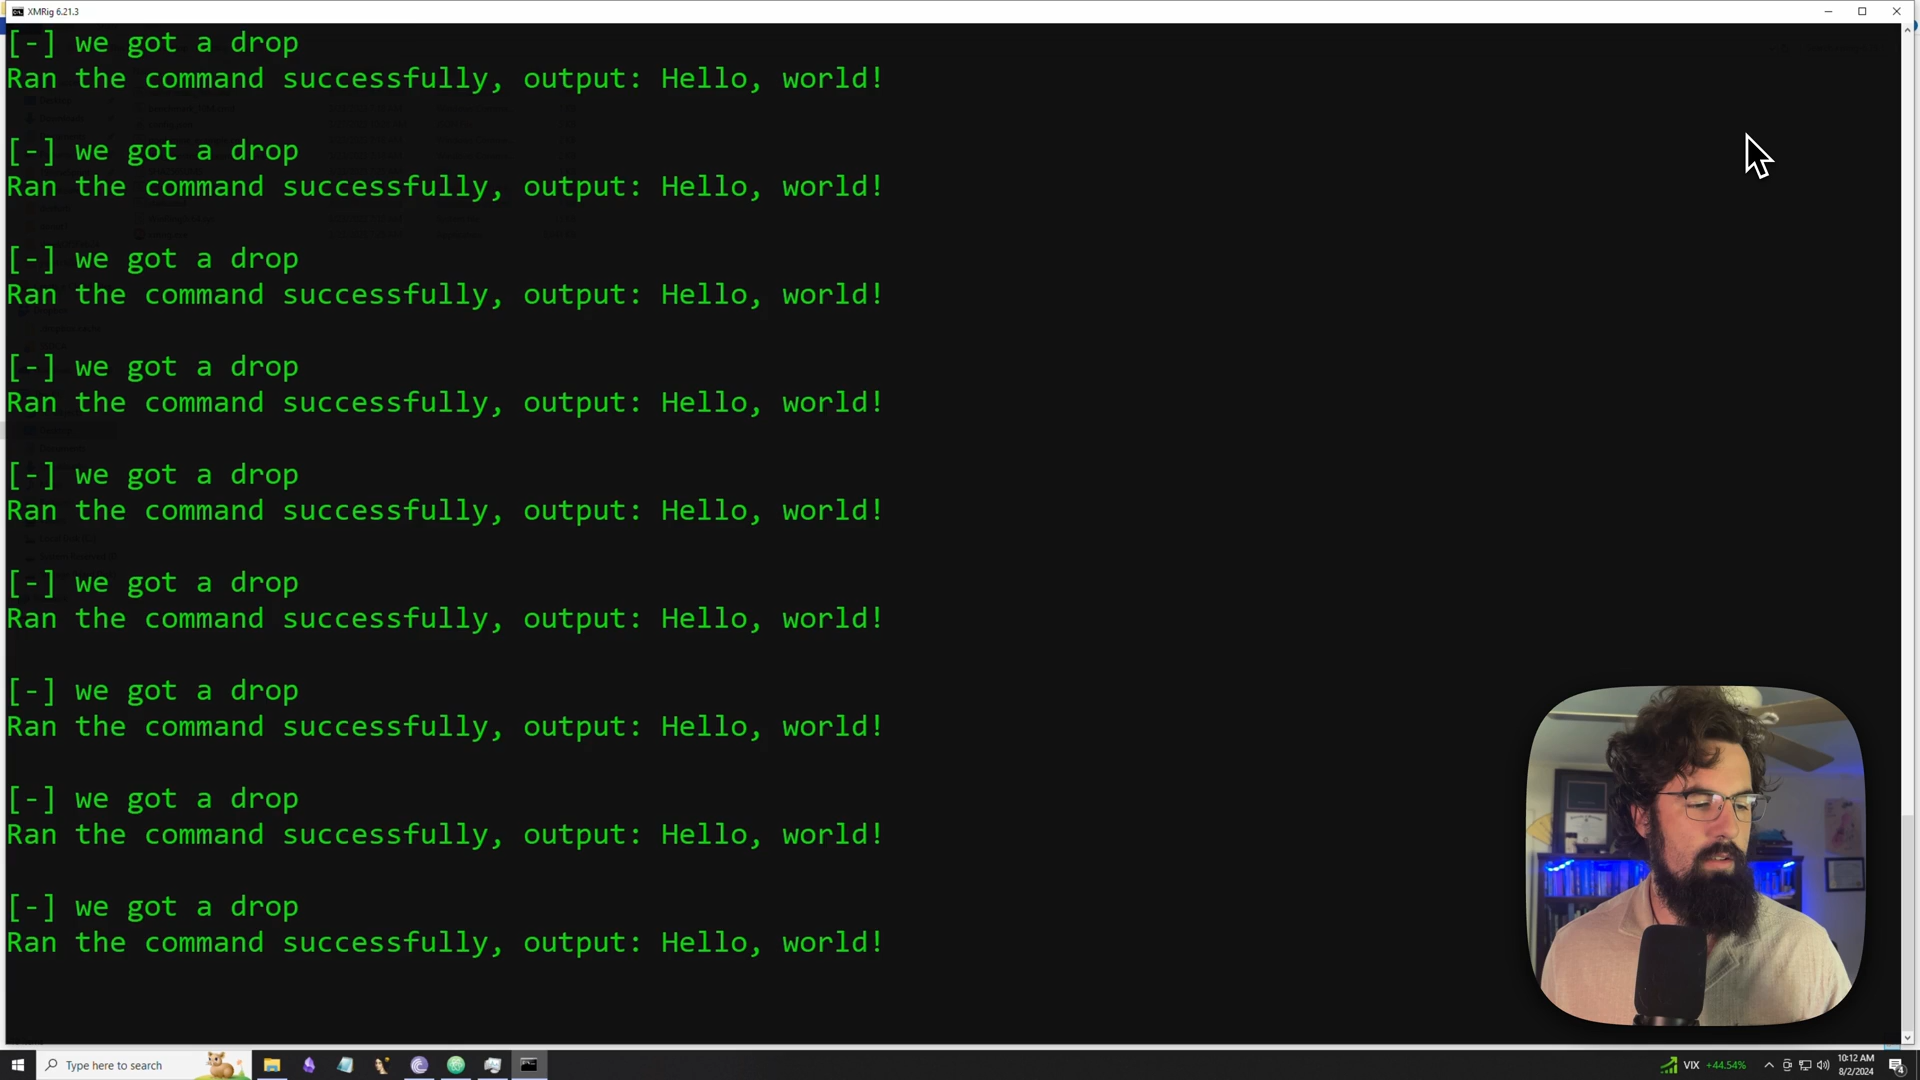 XMRig 6.21.3
[-] we got a drop
Ran the command successfully, output: Hello, world!
[-] we got a drop
Ran the command successfully, output: Hello, world!
[-] we got a drop
Ran the command successfully, output: Hello, world!
[-] we got a drop
Ran the command successfully, output: Hello, world!
[-] we got a drop
Ran the command successfully, output: Hello, world!
[-] we got a drop
Ran the command successfully, output: Hello, world!
[-] we got a drop
Ran the command successfully, output: Hello, world!
[-] we got a drop
Ran the command successfully, output: Hello, world!
[-] we got a drop
Ran the command successfully, output: Hello, world!
Type here to search
VIX +44.54%
10:12 AM
8/2/2024